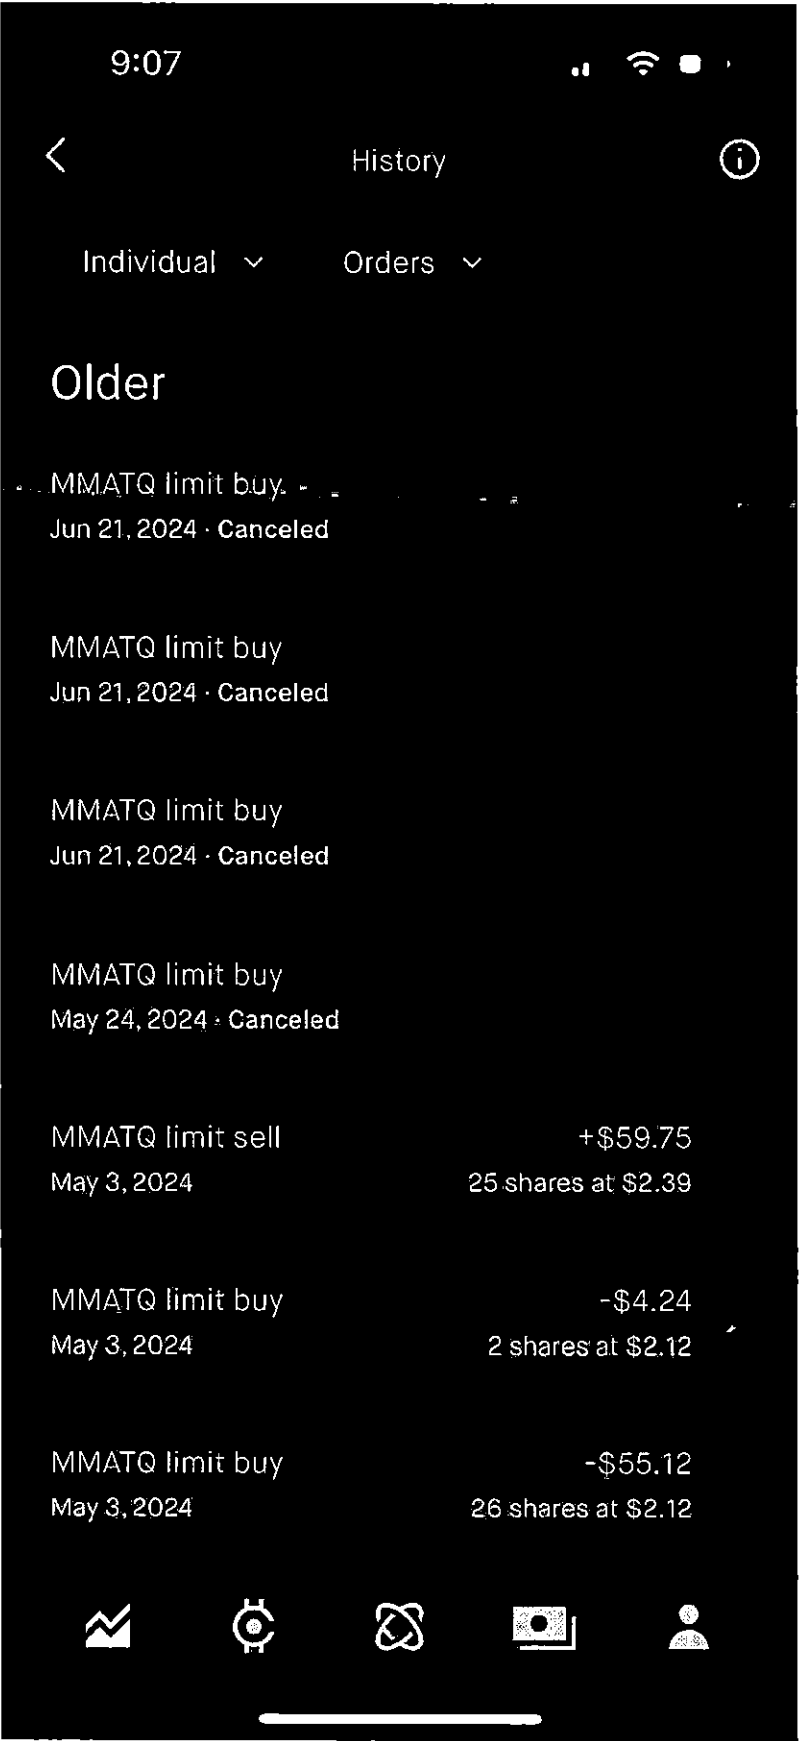 9:07
History
Individual
Orders
Older
MMATQ limit buy
Jun 21, 2024 · Canceled
MMATQ limit buy
Jun 21, 2024 · Canceled
MMATQ limit buy
Jun 21, 2024 · Canceled
MMATQ limit buy
May 24, 2024 · Canceled
MMATQ limit sell +$59.75
May 3, 2024 25 shares at $2.39
MMATQ limit buy -$4.24
May 3, 2024 2 shares at $2.12
MMATQ limit buy -$55.12
May 3, 2024 26 shares at $2.12